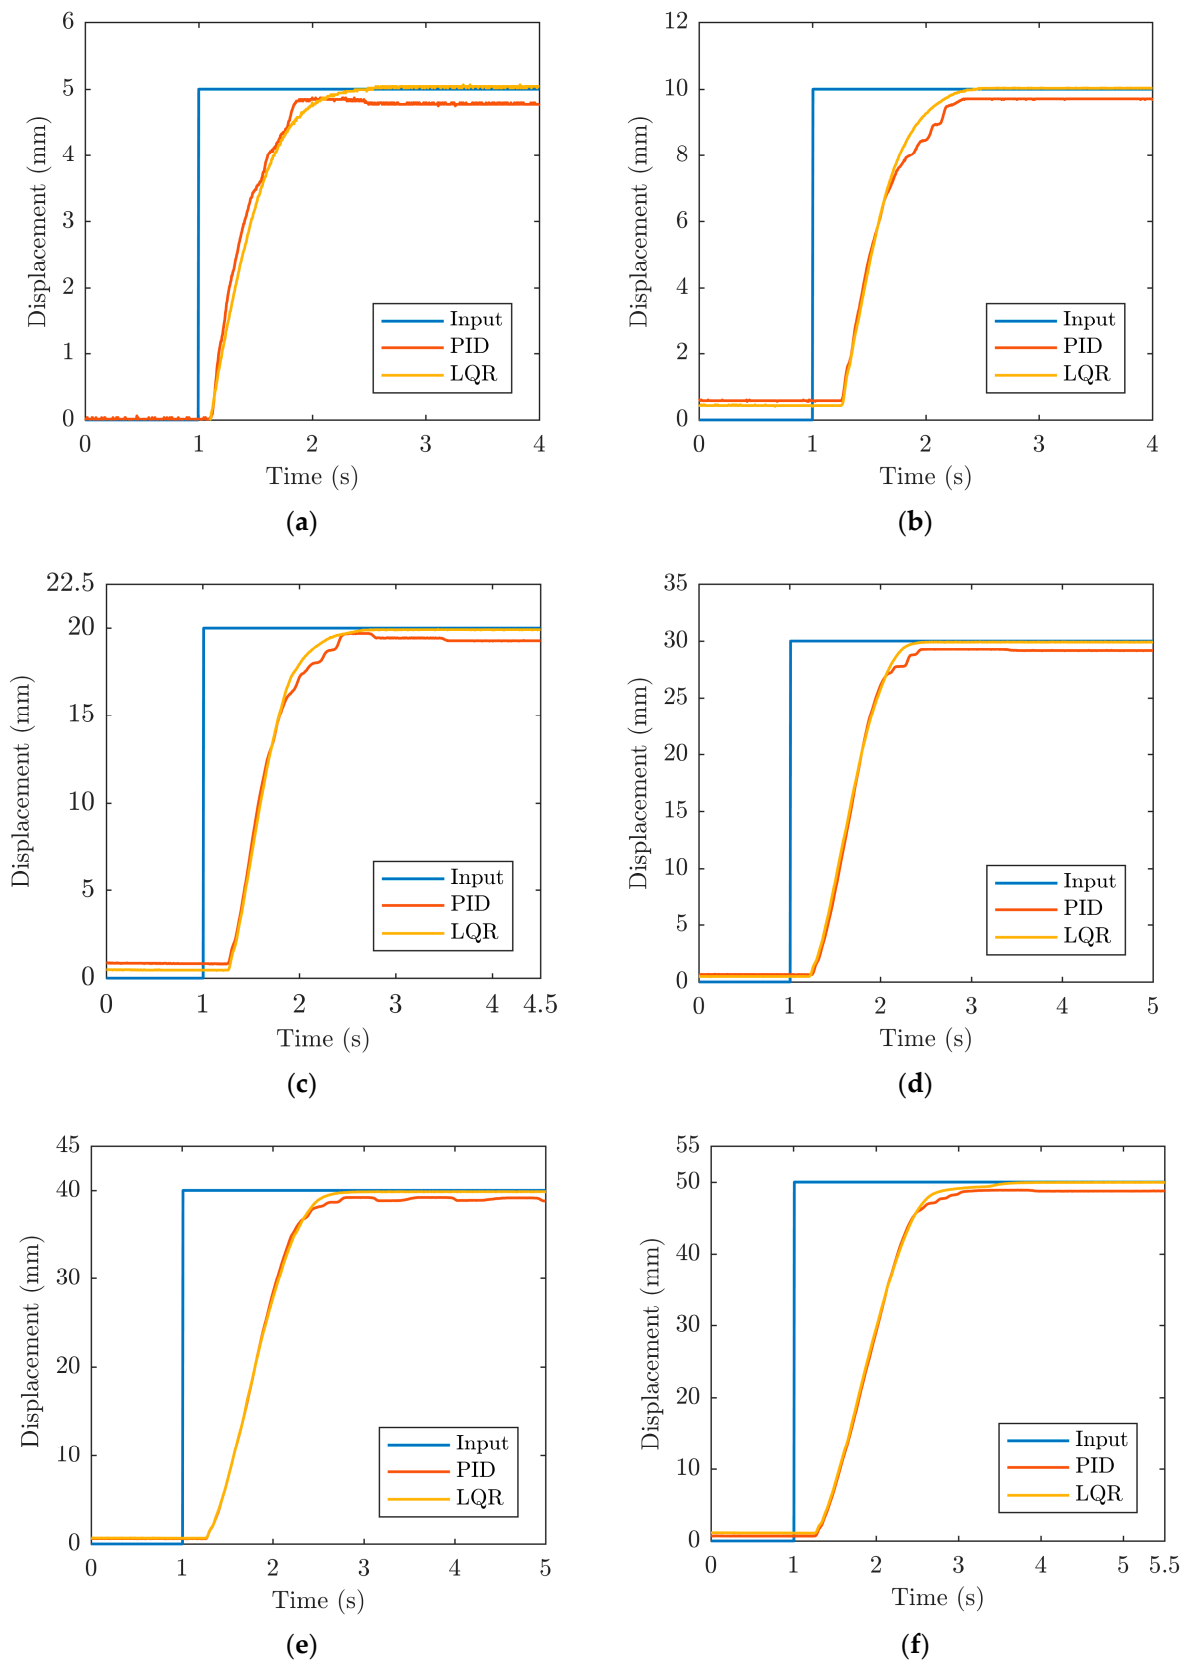 6
5
4
3
2
1
0
Displacement (mm)
Input
PID
LQR
0 1 2 3 4
Time (s)
(a)
12
10
8
6
4
2
0
Displacement (mm)
Input
PID
LQR
0 1 2 3 4
Time (s)
(b)
22.5
20
15
10
5
0
Displacement (mm)
Input
PID
LQR
0 1 2 3 4 4.5
Time (s)
(c)
35
30
25
20
15
10
5
0
Displacement (mm)
Input
PID
LQR
0 1 2 3 4 5
Time (s)
(d)
45
40
30
20
10
0
Displacement (mm)
Input
PID
LQR
0 1 2 3 4 5
Time (s)
(e)
55
50
40
30
20
10
0
Displacement (mm)
Input
PID
LQR
0 1 2 3 4 5 5.5
Time (s)
(f)